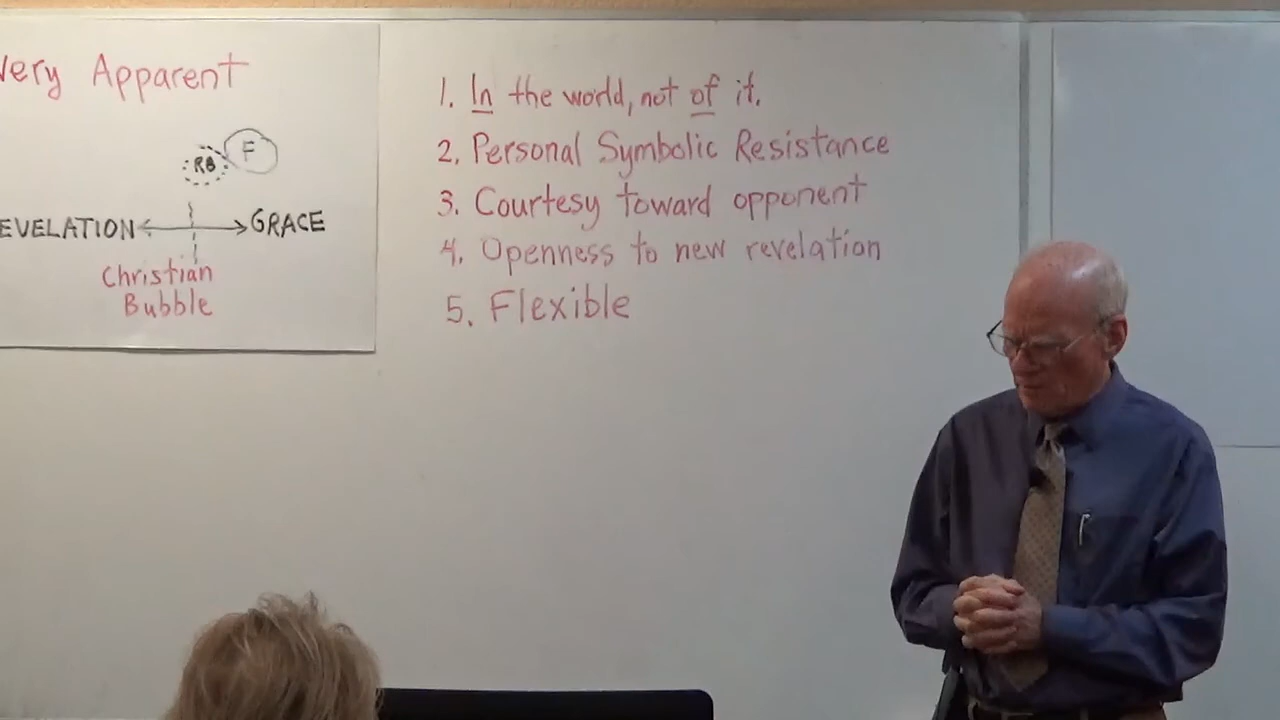 Very Apparent
RB F
EVELATION GRACE
Christian
Bubble
1. In the world, not of it.
2. Personal Symbolic Resistance
3. Courtesy toward opponent
4. Openness to new revelation
5. Flexible